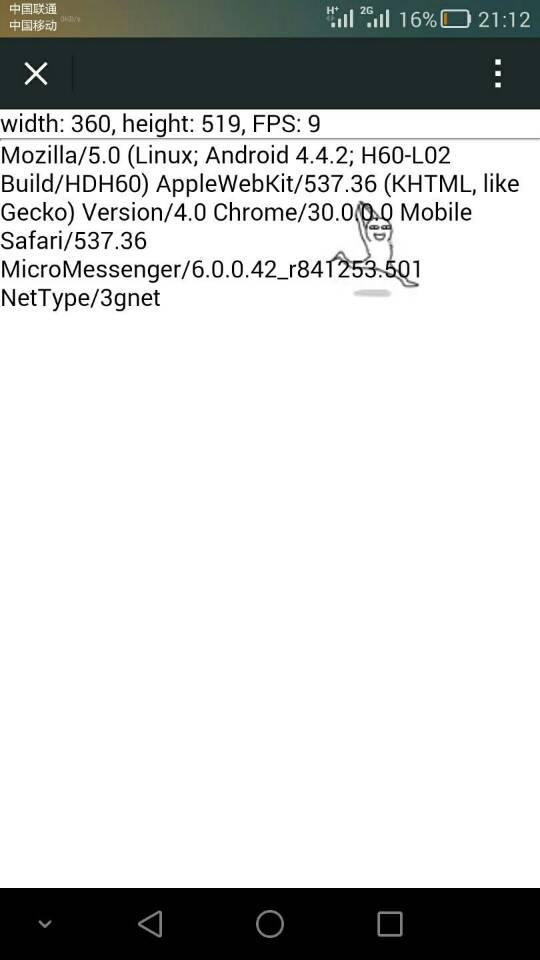 中国联通
中国移动
0KB/s
H+
2G
16%
21:12
width: 360, height: 519, FPS: 9
Mozilla/5.0 (Linux; Android 4.4.2; H60-L02
Build/HDH60) AppleWebKit/537.36 (KHTML, like
Gecko) Version/4.0 Chrome/30.0.0.0 Mobile
Safari/537.36
MicroMessenger/6.0.0.42_r841253.501
NetType/3gnet